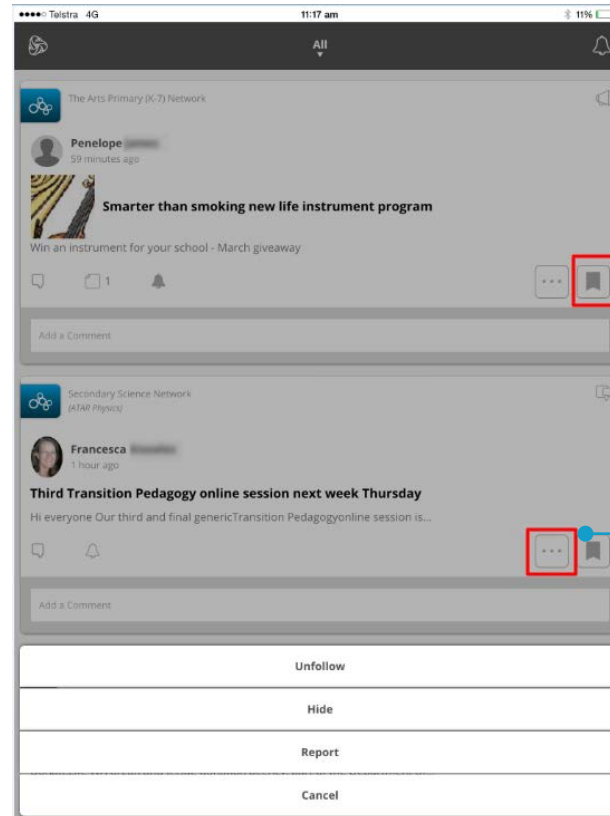 Telstra 4G 11:17 am 11%
All
The Arts Primary (K-7) Network
Penelope
59 minutes ago
Smarter than smoking new life instrument program
Win an instrument for your school - March giveaway
1
Add a Comment
Secondary Science Network
(ATAR Physics)
Francesca
1 hour ago
Third Transition Pedagogy online session next week Thursday
Hi everyone Our third and final genericTransition Pedagogyonline session is...
Add a Comment
Unfollow
Hide
Report
Cancel